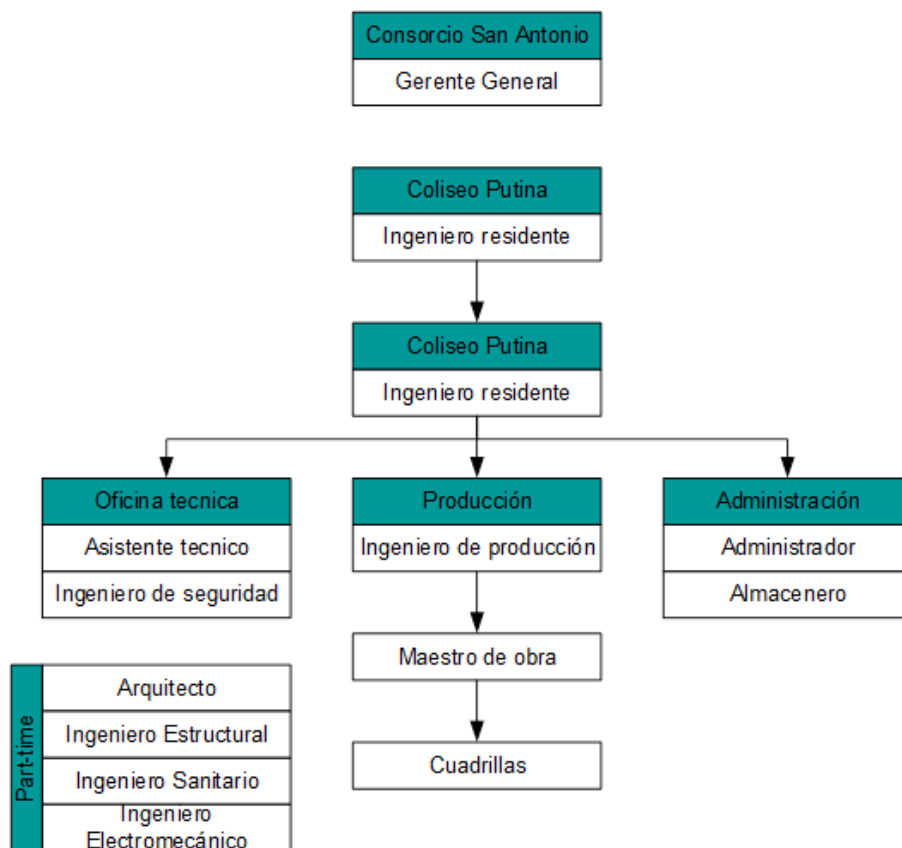 Consorcio San Antonio
Gerente General
Coliseo Putina
Ingeniero residente
Coliseo Putina
Ingeniero residente
Oficina tecnica
Asistente tecnico
Ingeniero de seguridad
Producción
Ingeniero de producción
Administración
Administrador
Almacenero
Maestro de obra
Cuadrillas
Part-time
Arquitecto
Ingeniero Estructural
Ingeniero Sanitario
Ingeniero
Electromecánico